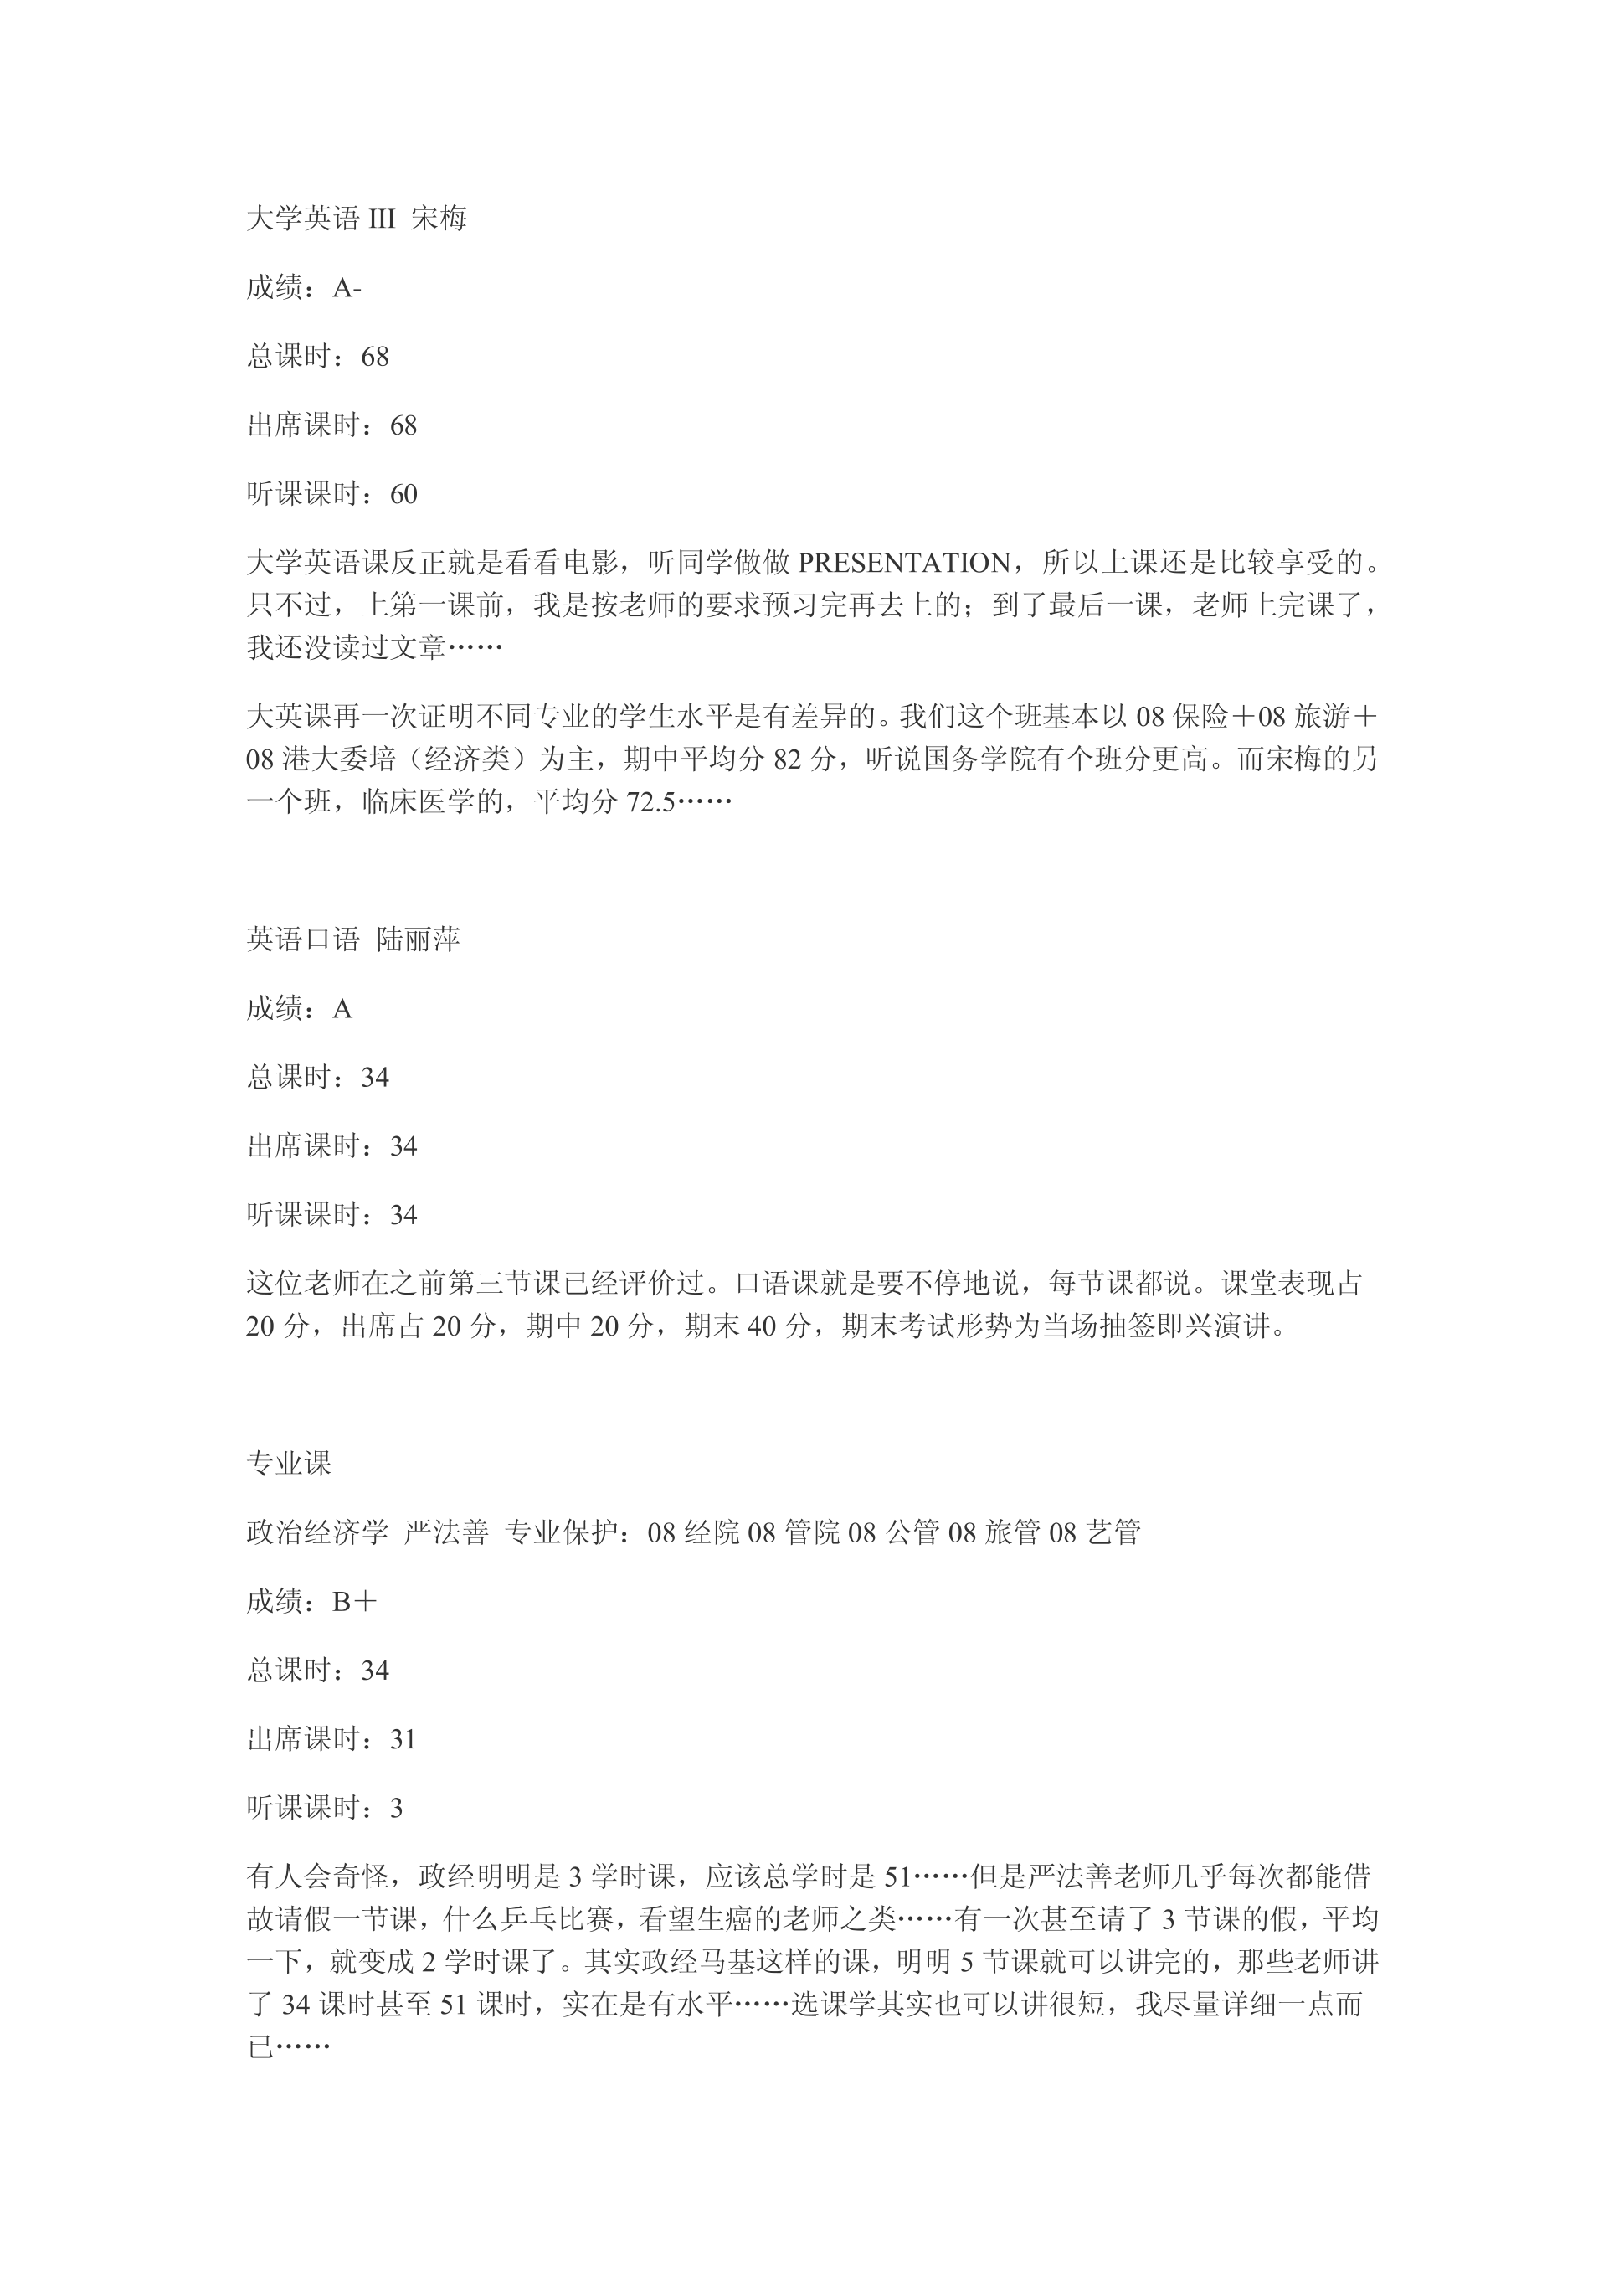 大学英语 III 宋梅
成绩：A-
总课时：68
出席课时：68
听课课时：60
大学英语课反正就是看看电影，听同学做做 PRESENTATION，所以上课还是比较享受的。
只不过，上第一课前，我是按老师的要求预习完再去上的；到了最后一课，老师上完课了，
我还没读过文章……
大英课再一次证明不同专业的学生水平是有差异的。我们这个班基本以 08 保险＋08 旅游＋
08 港大委培（经济类）为主，期中平均分 82 分，听说国务学院有个班分更高。而宋梅的另
一个班，临床医学的，平均分 72.5……
英语口语 陆丽萍
成绩：A
总课时：34
出席课时：34
听课课时：34
这位老师在之前第三节课已经评价过。口语课就是要不停地说，每节课都说。课堂表现占
20 分，出席占 20 分，期中 20 分，期末 40 分，期末考试形势为当场抽签即兴演讲。
专业课
政治经济学 严法善 专业保护：08 经院 08 管院 08 公管 08 旅管 08 艺管
成绩：B＋
总课时：34
出席课时：31
听课课时：3
有人会奇怪，政经明明是 3 学时课，应该总学时是 51……但是严法善老师几乎每次都能借
故请假一节课，什么乒乓比赛，看望生癌的老师之类……有一次甚至请了 3 节课的假，平均
一下，就变成 2 学时课了。其实政经马基这样的课，明明 5 节课就可以讲完的，那些老师讲
了 34 课时甚至 51 课时，实在是有水平……选课学其实也可以讲很短，我尽量详细一点而
已……